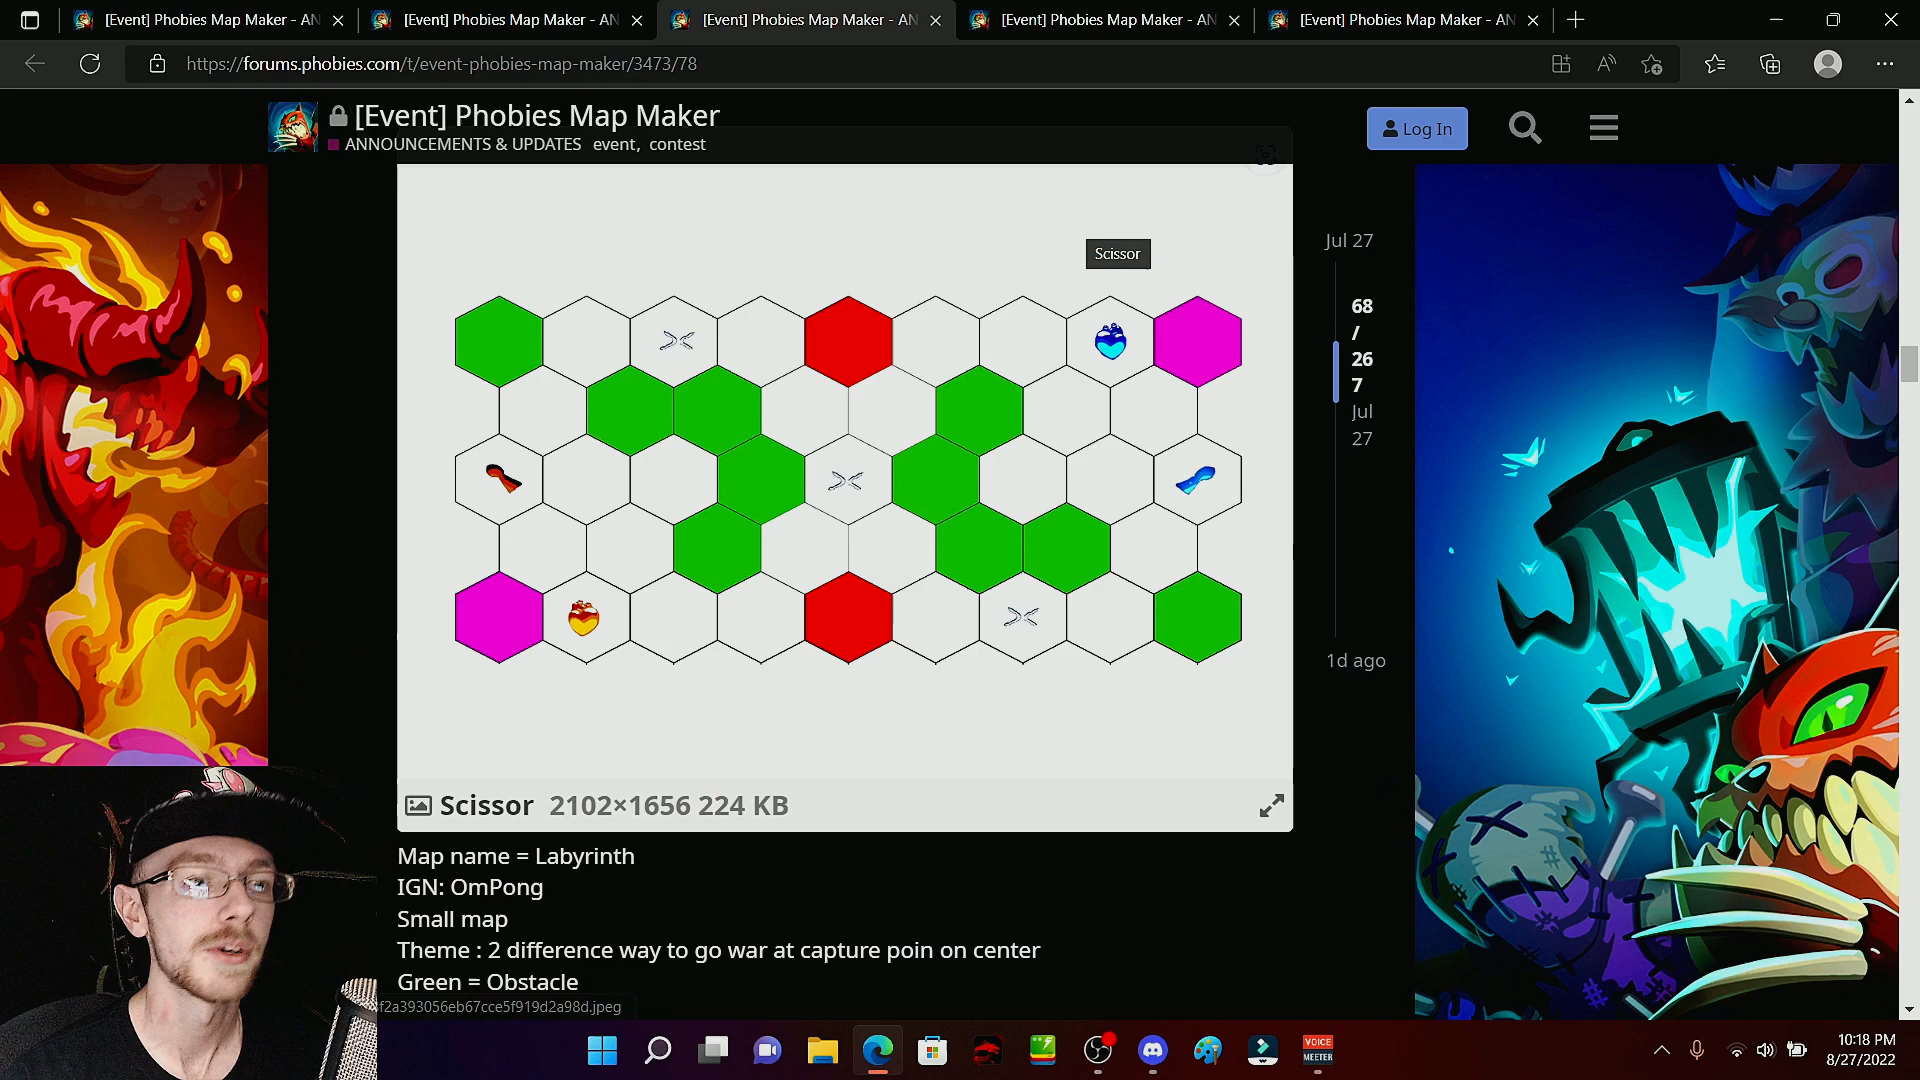 [Event] Phobies Map Maker - AN
[Event] Phobies Map Maker - AN
[Event] Phobies Map Maker - AN
[Event] Phobies Map Maker - AN
[Event] Phobies Map Maker - AN
https://forums.phobies.com/t/event-phobies-map-maker/3473/78
[Event] Phobies Map Maker
ANNOUNCEMENTS & UPDATES event, contest
Log In
Scissor
Jul 27
68
/
26
7
Jul
27
1d ago
Scissor 2102×1656 224 KB
Map name = Labyrinth
IGN: OmPong
Small map
Theme : 2 difference way to go war at capture poin on center
Green = Obstacle
f2a393056eb67cce5f919d2a98d.jpeg
VOICE
MEETER
10:18 PM
8/27/2022